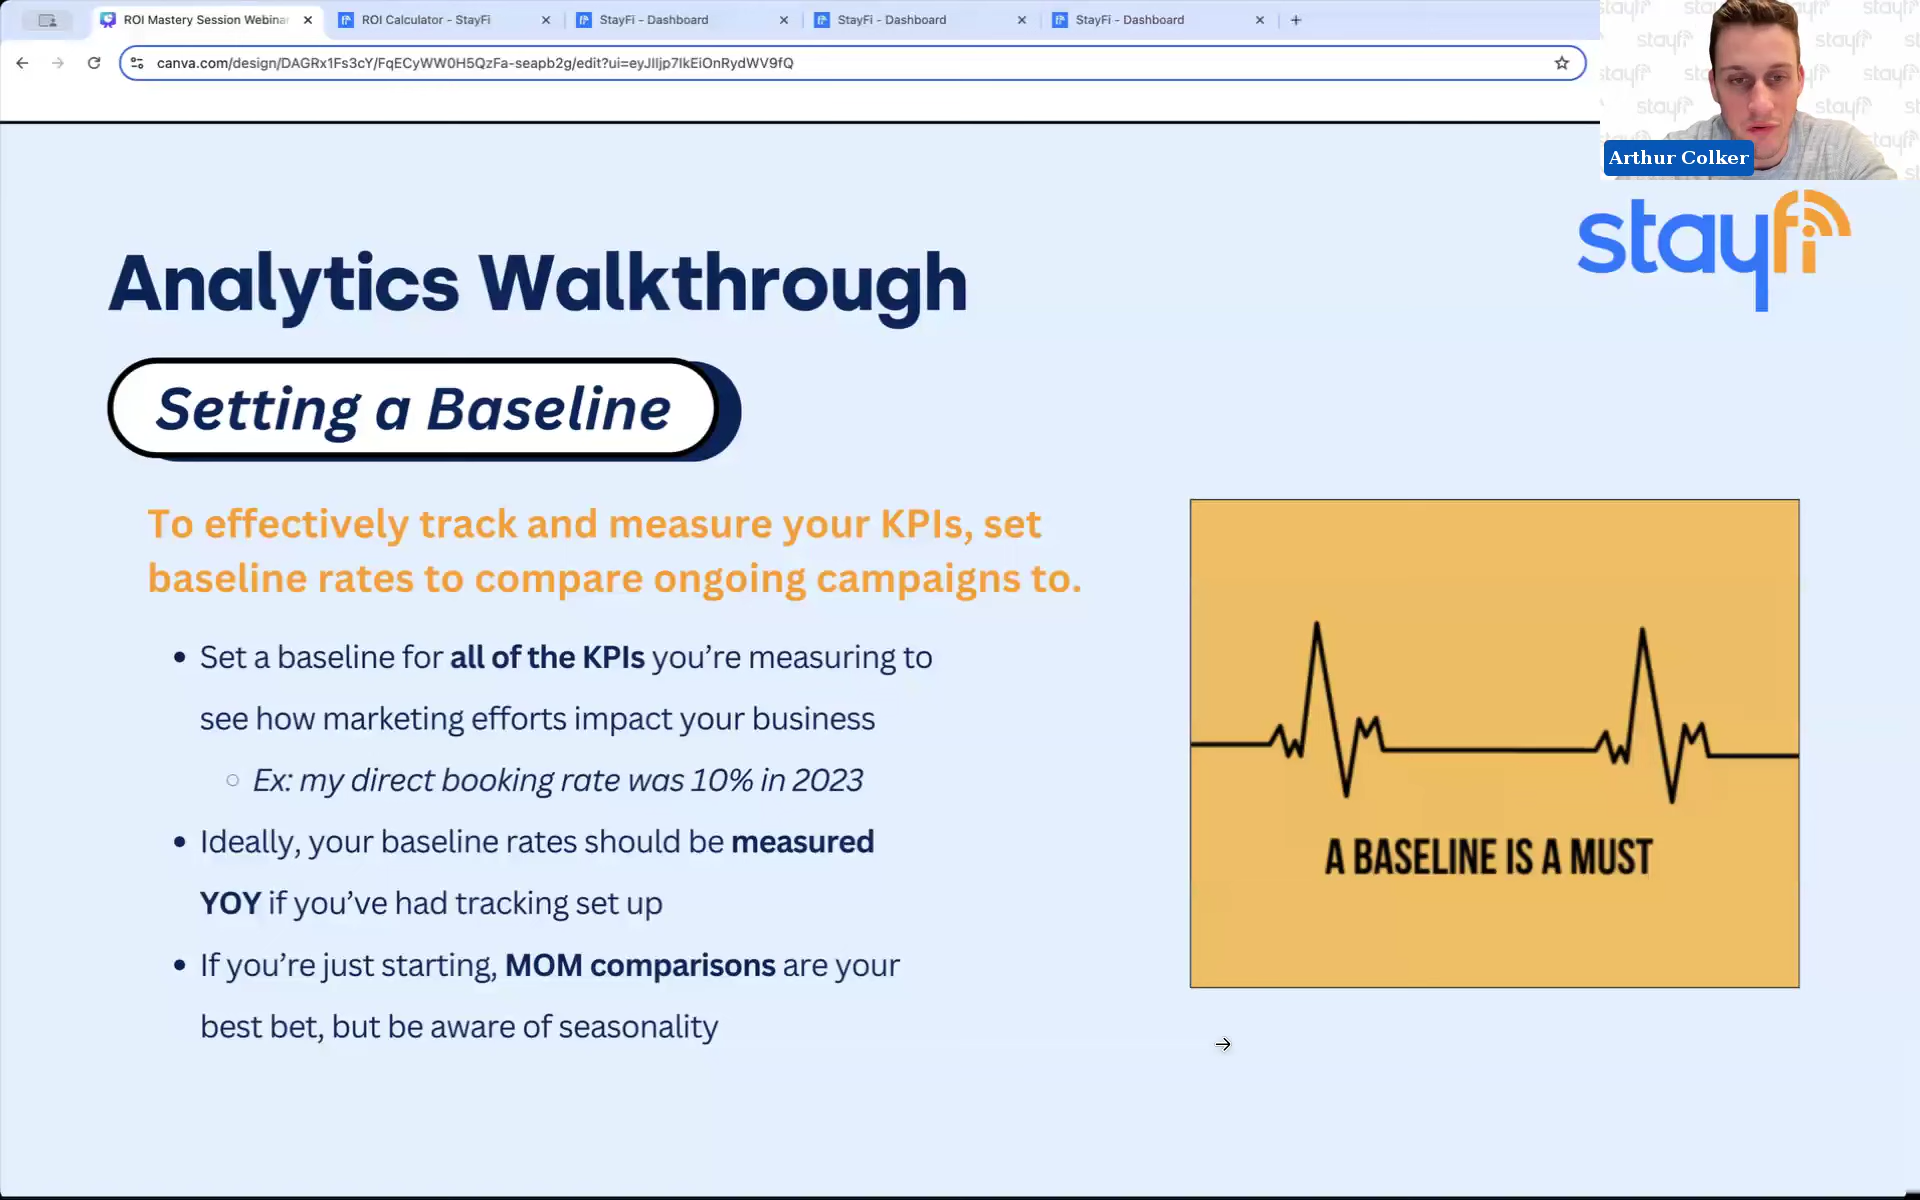 ROI Mastery Session Webinar
ROI Calculator - StayFi
StayFi - Dashboard
StayFi - Dashboard
StayFi - Dashboard
canva.com/design/DAGRx1Fs3cY/FqECyWW0H5QzFa-seapb2g/edit?ui=eyJIljp7IkEiOnRydWV9fQ
Arthur Colker
stayfi
Analytics Walkthrough
Setting a Baseline
To effectively track and measure your KPIs, set
baseline rates to compare ongoing campaigns to.
• Set a baseline for all of the KPIs you’re measuring to
see how marketing efforts impact your business
○ Ex: my direct booking rate was 10% in 2023
• Ideally, your baseline rates should be measured
YOY if you’ve had tracking set up
• If you’re just starting, MOM comparisons are your
best bet, but be aware of seasonality
A BASELINE IS A MUST